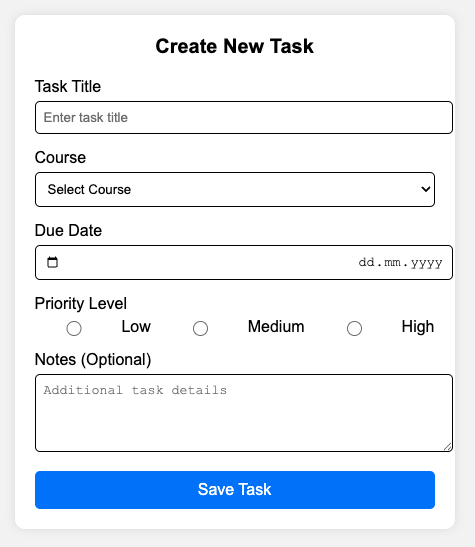 Create New Task
Task Title
Enter task title
Course
Select Course
Due Date
dd.mm.yyyy
Priority Level
Low Medium High
Notes (Optional)
Additional task details
Save Task